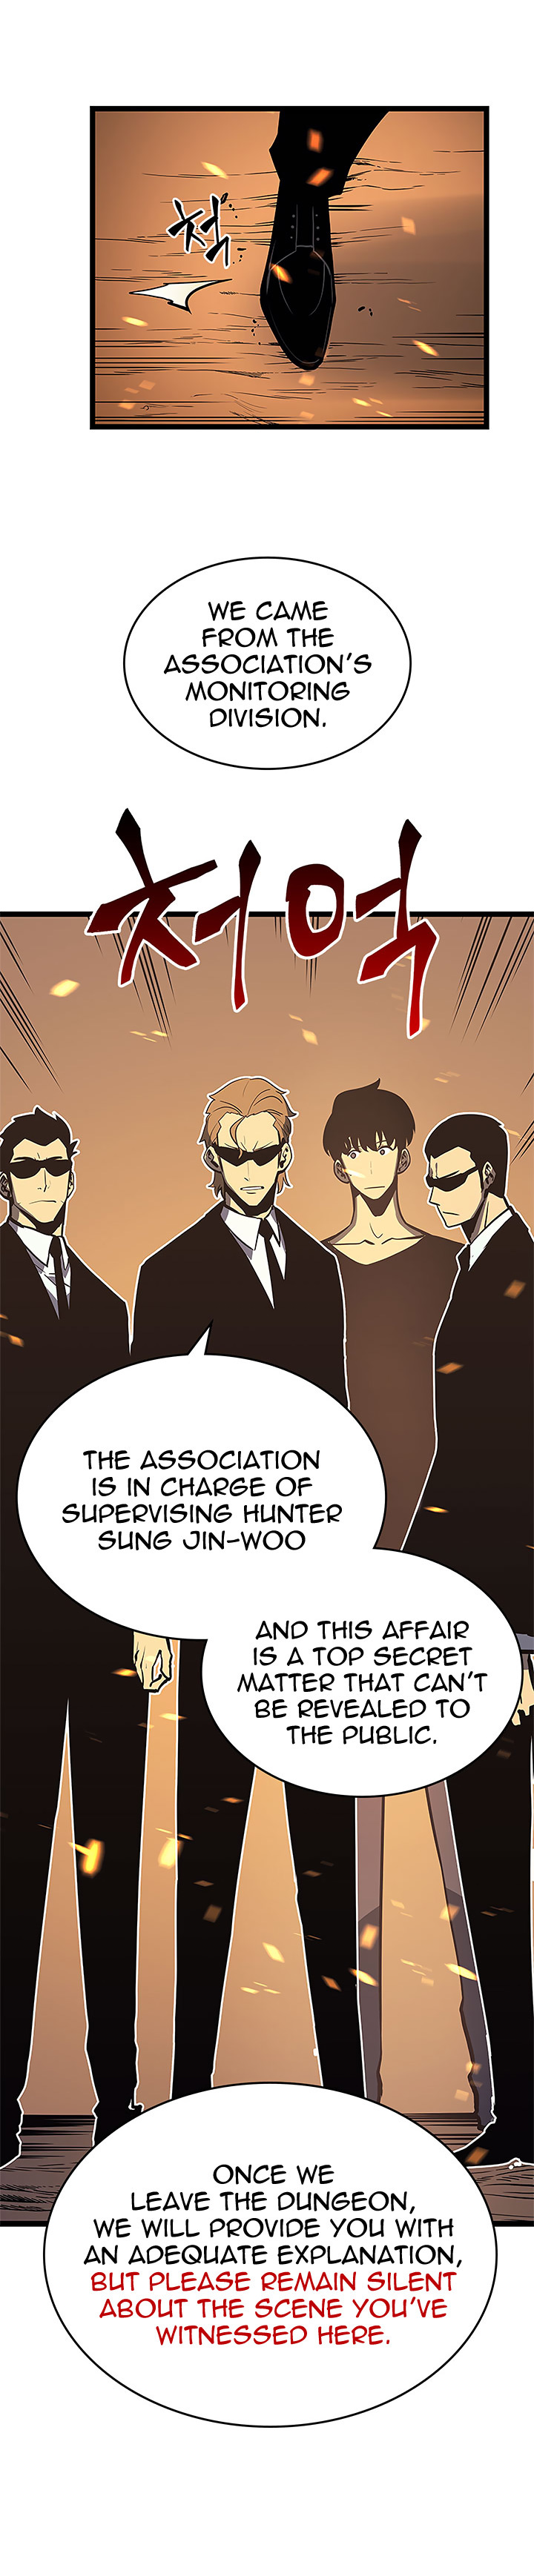 척
WE CAME
FROM THE
ASSOCIATION'S
MONITORING
DIVISION.
저억
THE ASSOCIATION
IS IN CHARGE OF
SUPERVISING HUNTER
SUNG JIN-WOO
AND THIS AFFAIR
IS A TOP SECRET
MATTER THAT CAN'T
BE REVEALED TO
THE PUBLIC.
ONCE WE
LEAVE THE DUNGEON,
WE WILL PROVIDE YOU WITH
AN ADEQUATE EXPLANATION,
BUT PLEASE REMAIN SILENT
ABOUT THE SCENE YOU'VE
WITNESSED HERE.